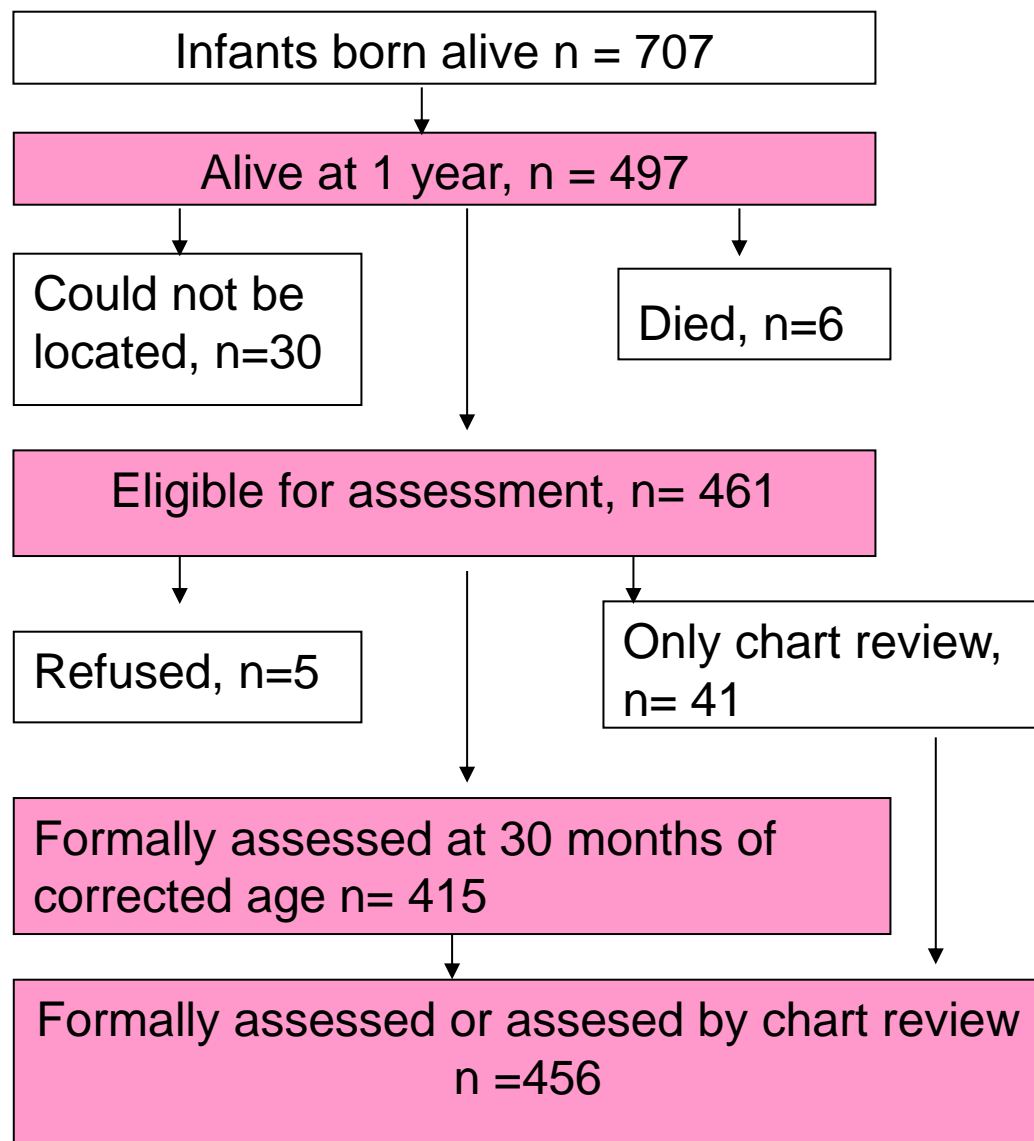 Infants born alive n = 707
Alive at 1 year, n = 497
Could not be
located, n=30
Died, n=6
Eligible for assessment, n= 461
Refused, n=5
Only chart review,
n= 41
Formally assessed at 30 months of
corrected age n= 415
Formally assessed or assesed by chart review
n =456